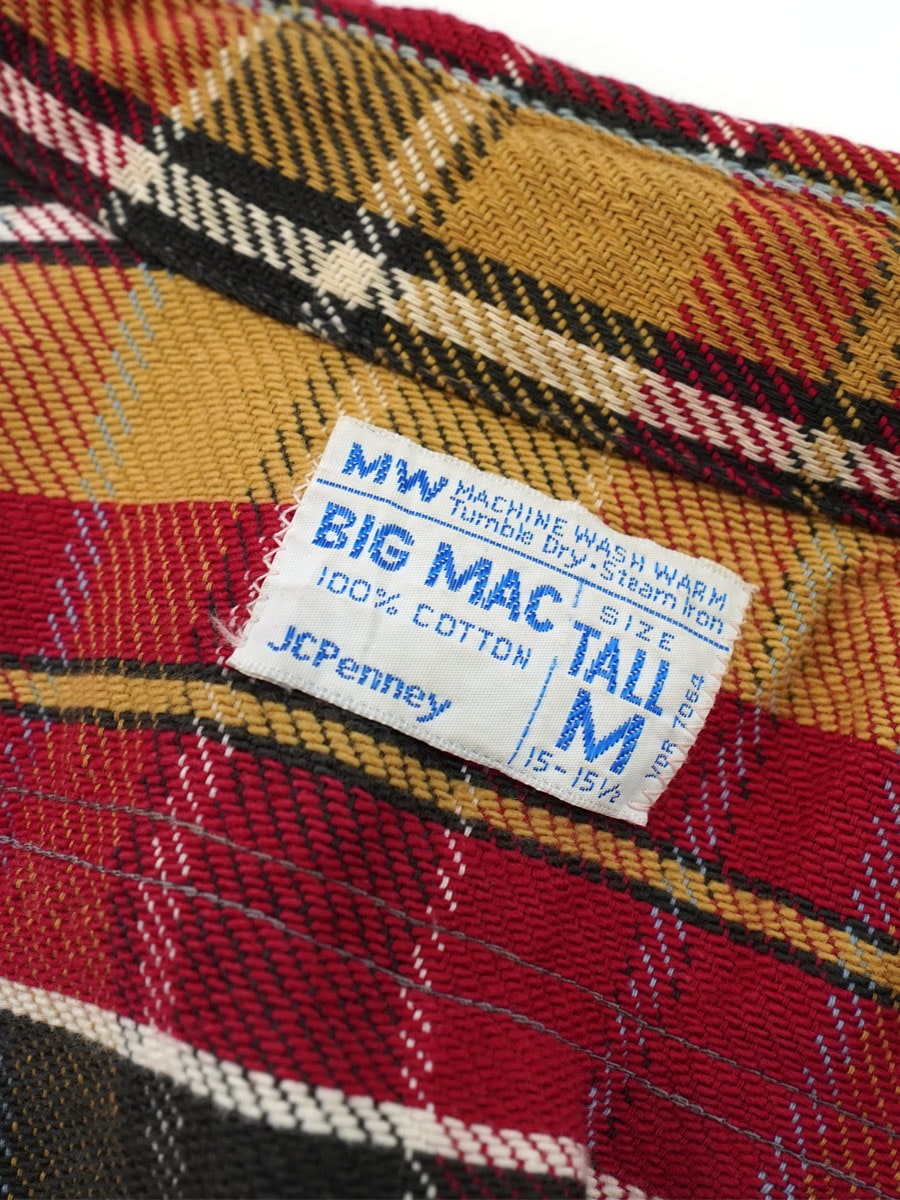 MW MACHINE WASH WARM
Tumble Dry-Steam Iron
BIG MAC
100% COTTON
JCPenney
SIZE
TALL
M
15-15½
VPR 7064